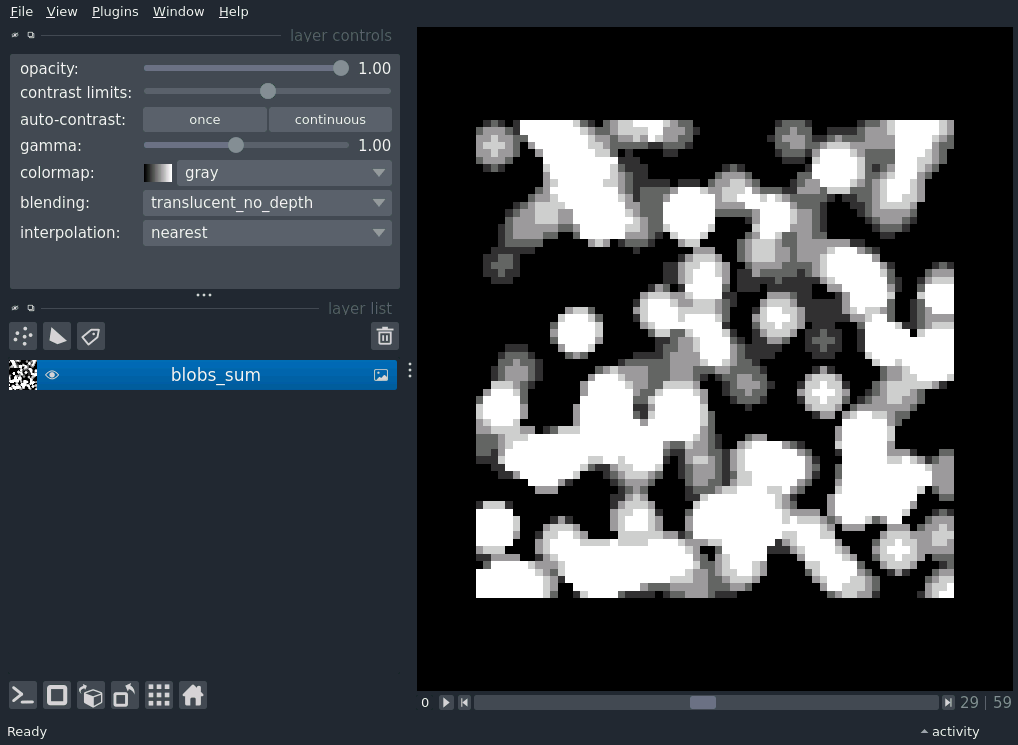 File View Plugins Window Help
layer controls
opacity: 1.00
contrast limits:
auto-contrast: once continuous
gamma: 1.00
colormap: gray
blending: translucent_no_depth
interpolation: nearest
layer list
blobs_sum
0 29 | 59
Ready activity